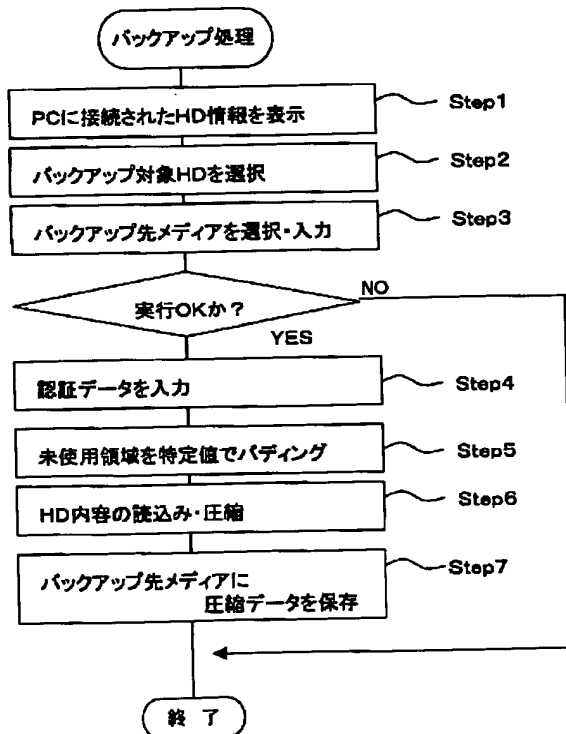 バックアップ処理
PCに接続されたHD情報を表示
Step1
バックアップ対象HDを選択
Step2
バックアップ先メディアを選択・入力
Step3
実行OKか?
NO
YES
認証データを入力
Step4
未使用領域を特定値でパディング
Step5
HD内容の読込み・圧縮
Step6
バックアップ先メディアに
圧縮データを保存
Step7
終 了